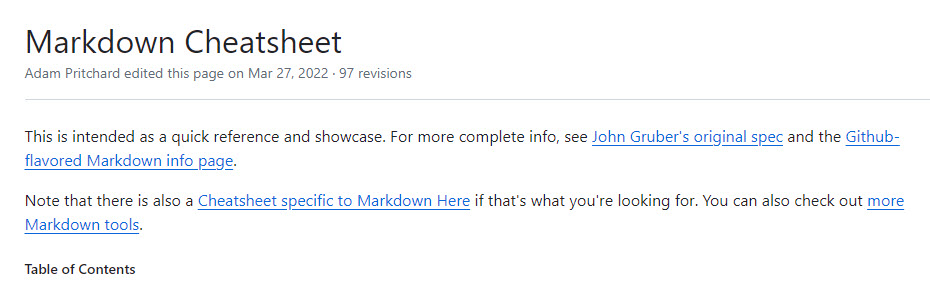 Markdown Cheatsheet
Adam Pritchard edited this page on Mar 27, 2022 · 97 revisions
This is intended as a quick reference and showcase. For more complete info, see John Gruber's original spec and the Github-
flavored Markdown info page.
Note that there is also a Cheatsheet specific to Markdown Here if that's what you're looking for. You can also check out more
Markdown tools.
Table of Contents